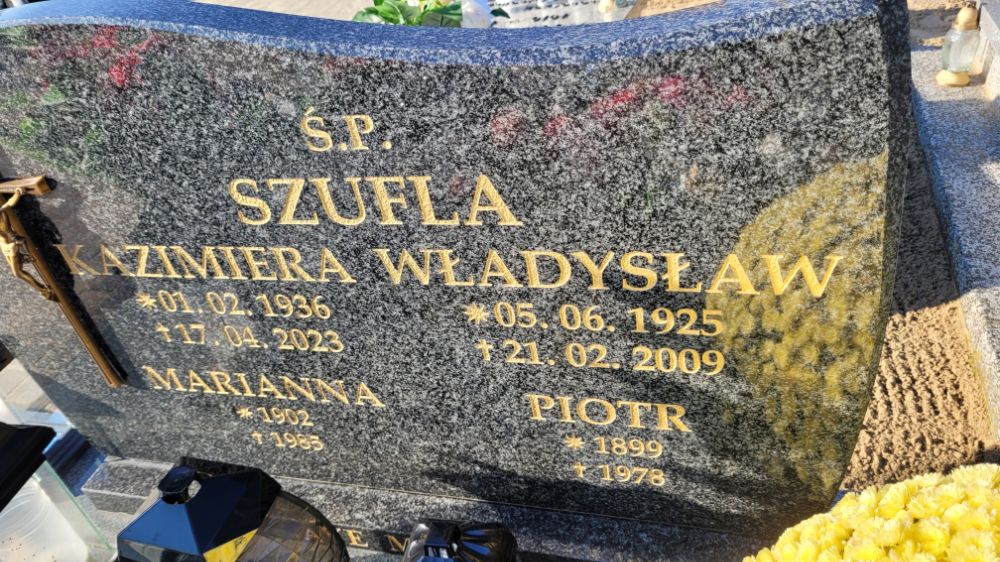 Ś.P.
SZUFLA
KAZIMIERA WŁADYSŁAW
*01. 02. 1936 *05. 06. 1925
†17. 04. 2023 †21. 02. 2009
MARIANNA PIOTR
*1902 *1899
†1985 †1978